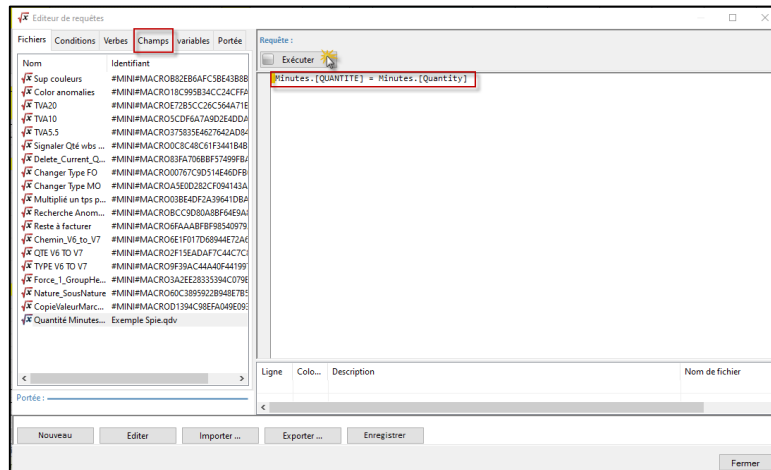 Editeur de requêtes
Fichiers Conditions Verbes Champs variables Portée
Requête :
Exécuter
Nom Identifiant
Sup couleurs #MINI#MACROB82EB6AFC5BE43B8B
Color anomalies #MINI#MACRO18C995B34CC24CFFA
TVA20 #MINI#MACROE72B5CC26C564A71E
TVA10 #MINI#MACRO5CDF6A7A9D2E4DDA
TVA5.5 #MINI#MACRO375835E4627642AD84
Signaler Qté wbs ... #MINI#MACRO0C8C48C61F3441B4B
Delete_Current_Q... #MINI#MACRO83FA706BBF57499FB
Changer Type FO #MINI#MACRO00767C9D514E46DFB
Changer Type MO #MINI#MACROA5E0D282CF094143A
Multiplié un tps p... #MINI#MACRO03BE4DF2A39641DBA
Recherche Anom... #MINI#MACROBCC9D80A8BF64E9A
Reste à facturer #MINI#MACRO6FAAABFBF98540979
Chemin_V6_to_V7 #MINI#MACRO6E1F017D68944E72A
QTE V6 TO V7 #MINI#MACRO2F15EADAF7C44C7C
TYPE V6 TO V7 #MINI#MACRO9F39AC44A40F44199
Force_1_GroupHe... #MINI#MACRO3A2EE28335394C079E
Nature_SousNature #MINI#MACRO60C3895922B948E7B5
CopieValeurMarc... #MINI#MACROD1394C98EFA049E09
Quantité Minutes... Exemple Spie.qdv
Minutes.[QUANTITE] = Minutes.[Quantity]
Ligne Colo... Description Nom de fichier
Portée :
Nouveau Editer Importer ... Exporter ... Enregistrer
Fermer